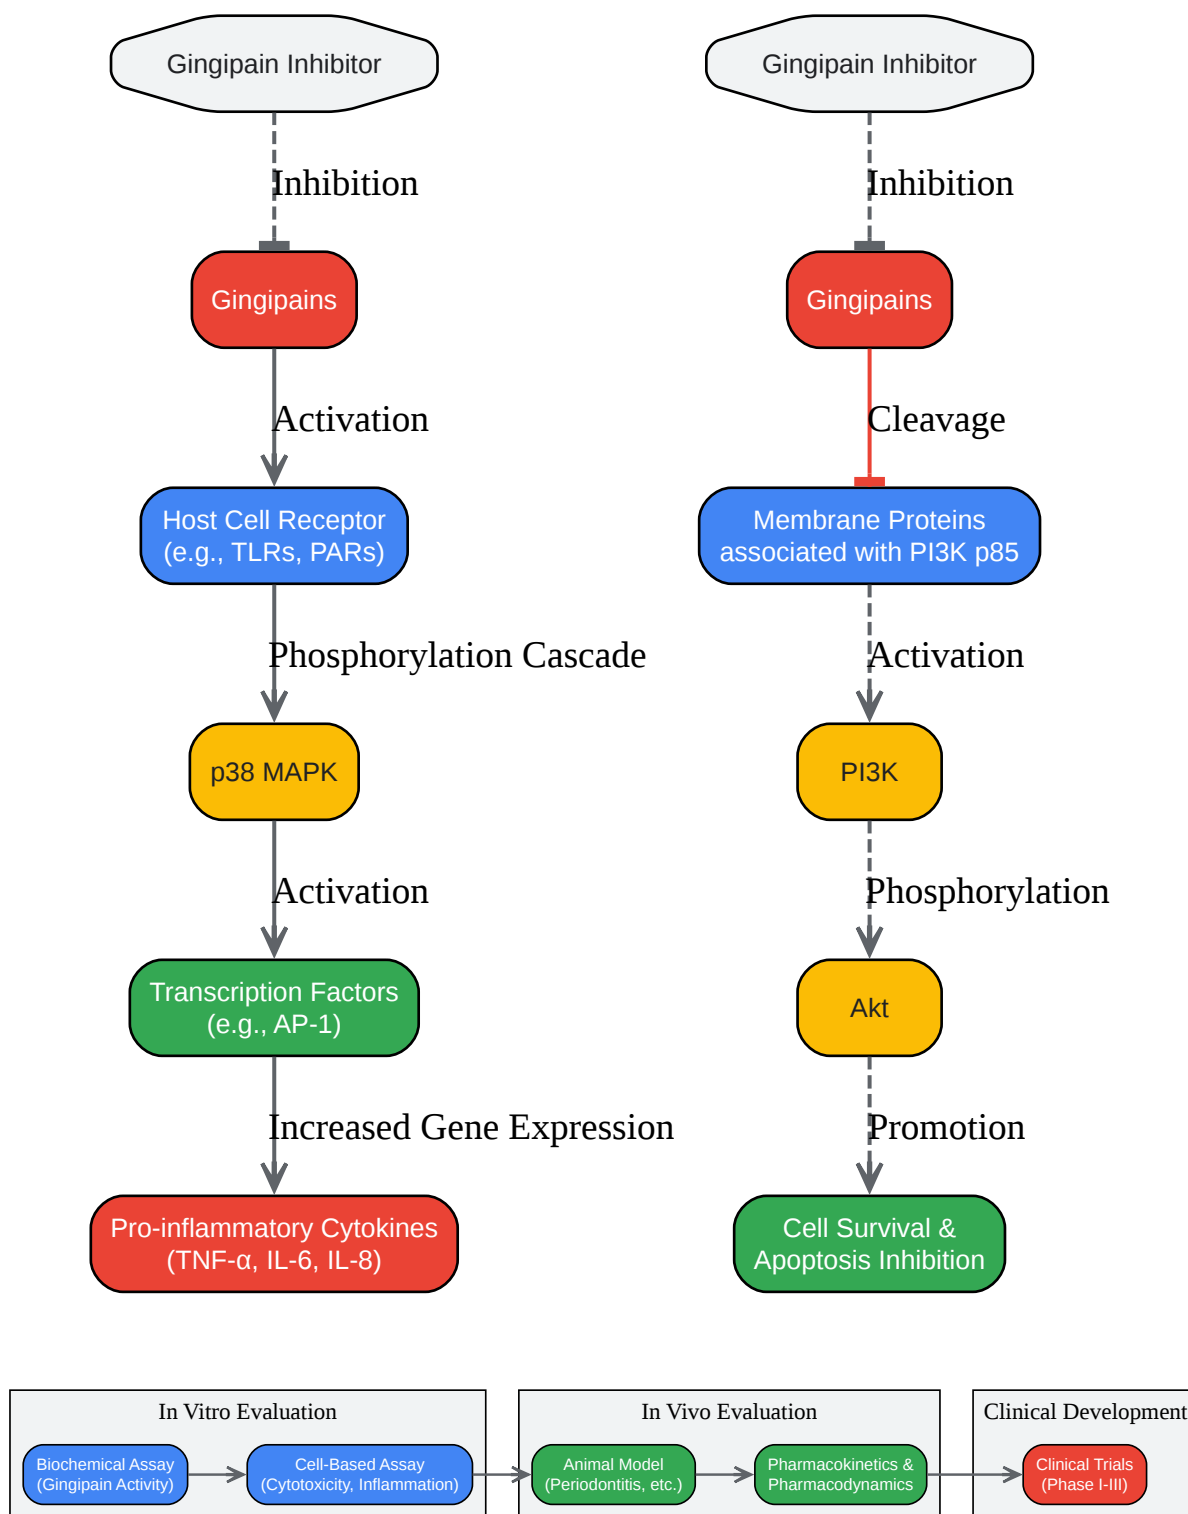 Gingipain Inhibitor
Inhibition
Gingipains
Activation
Host Cell Receptor
(e.g., TLRs, PARs)
Phosphorylation Cascade
p38 MAPK
Activation
Transcription Factors
(e.g., AP-1)
Increased Gene Expression
Pro-inflammatory Cytokines
(TNF-α, IL-6, IL-8)
Gingipain Inhibitor
Inhibition
Gingipains
Cleavage
Membrane Proteins
associated with PI3K p85
Activation
PI3K
Phosphorylation
Akt
Promotion
Cell Survival &
Apoptosis Inhibition
In Vitro Evaluation
Biochemical Assay
(Gingipain Activity)
Cell-Based Assay
(Cytotoxicity, Inflammation)
In Vivo Evaluation
Animal Model
(Periodontitis, etc.)
Pharmacokinetics &
Pharmacodynamics
Clinical Development
Clinical Trials
(Phase I-III)